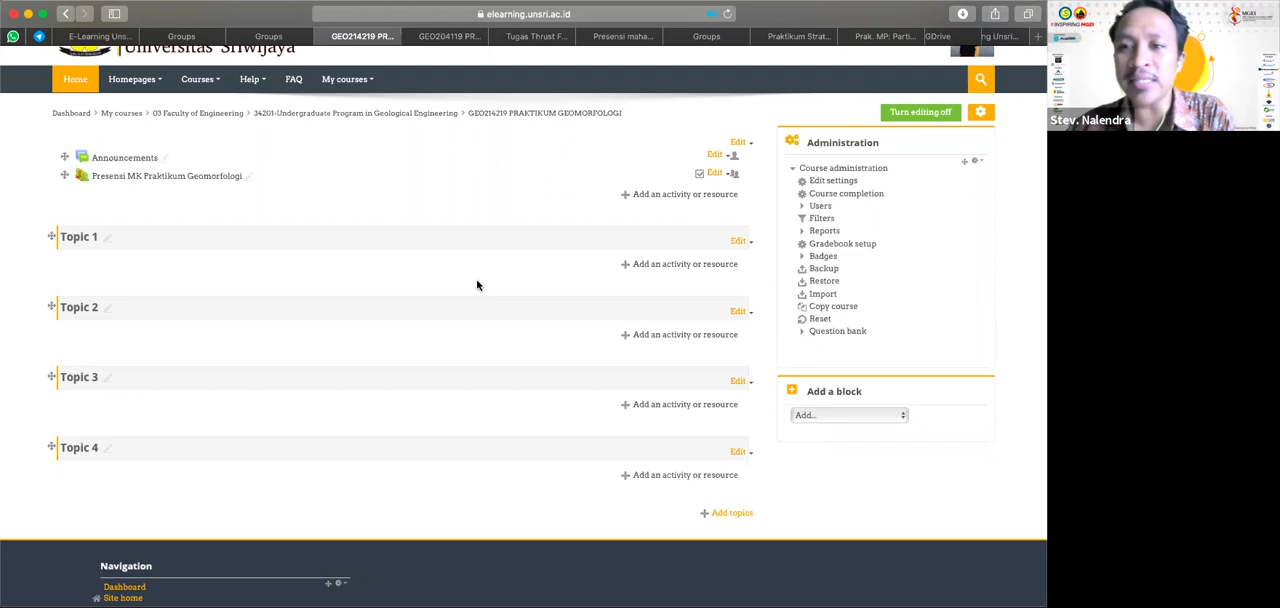 elearning.unsri.ac.id
E-Learning Uns...
Groups
Groups
GEO214219 PR...
GEO204119 PR...
Tugas Thrust F...
Presensi maha...
Groups
Praktikum Strat...
Prak. MP: Parti...
GDrive
ng Unsri...
Universitas Sriwijaya
Home
Homepages
Courses
Help
FAQ
My courses
Dashboard > My courses > 03 Faculty of Engineering > 34201-Undergraduate Program in Geological Engineering > GEO214219 PRAKTIKUM GEOMORFOLOGI
Turn editing off
Edit
Announcements
Edit
Presensi MK Praktikum Geomorfologi
Edit
Add an activity or resource
Topic 1
Edit
Add an activity or resource
Topic 2
Edit
Add an activity or resource
Topic 3
Edit
Add an activity or resource
Topic 4
Edit
Add an activity or resource
Add topics
Administration
Course administration
Edit settings
Course completion
Users
Filters
Reports
Gradebook setup
Badges
Backup
Restore
Import
Copy course
Reset
Question bank
Add a block
Add...
Navigation
Dashboard
Site home
#INSPIRING MGEI
Stev. Nalendra